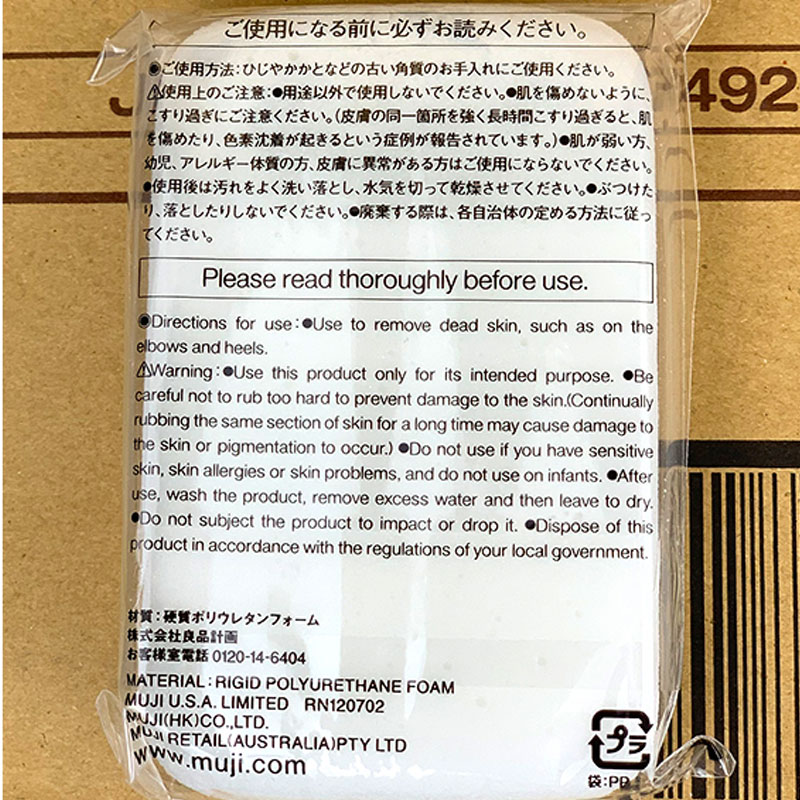 ご使用になる前に必ずお読みください。
◉ご使用方法：ひじやかかとなどの古い角質のお手入れにご使用ください。
⚠使用上のご注意：●用途以外で使用しないでください。●肌を傷めないように、
こすり過ぎにご注意ください。(皮膚の同一箇所を強く長時間こすり過ぎると、肌
を傷めたり、色素沈着が起きるという症例が報告されています。)●肌が弱い方、
幼児、アレルギー体質の方、皮膚に異常がある方はご使用にならないでください。
●使用後は汚れをよく洗い落とし、水気を切って乾燥させてください。●ぶつけた
り、落としたりしないでください。●廃棄する際は、各自治体の定める方法に従っ
てください。
Please read thoroughly before use.
◉Directions for use:●Use to remove dead skin, such as on the
elbows and heels.
⚠Warning:●Use this product only for its intended purpose. ●Be
careful not to rub too hard to prevent damage to the skin.(Continually
rubbing the same section of skin for a long time may cause damage to
the skin or pigmentation to occur.) ●Do not use if you have sensitive
skin, skin allergies or skin problems, and do not use on infants. ●After
use, wash the product, remove excess water and then leave to dry.
●Do not subject the product to impact or drop it. ●Dispose of this
product in accordance with the regulations of your local government.
材質：硬質ポリウレタンフォーム
株式会社良品計画
お客様室電話 0120-14-6404
MATERIAL:RIGID POLYURETHANE FOAM
MUJI U.S.A. LIMITED RN120702
MUJI(HK)CO.,LTD.
MUJI RETAIL(AUSTRALIA)PTY LTD
www.muji.com
プラ
袋:PP
J
492